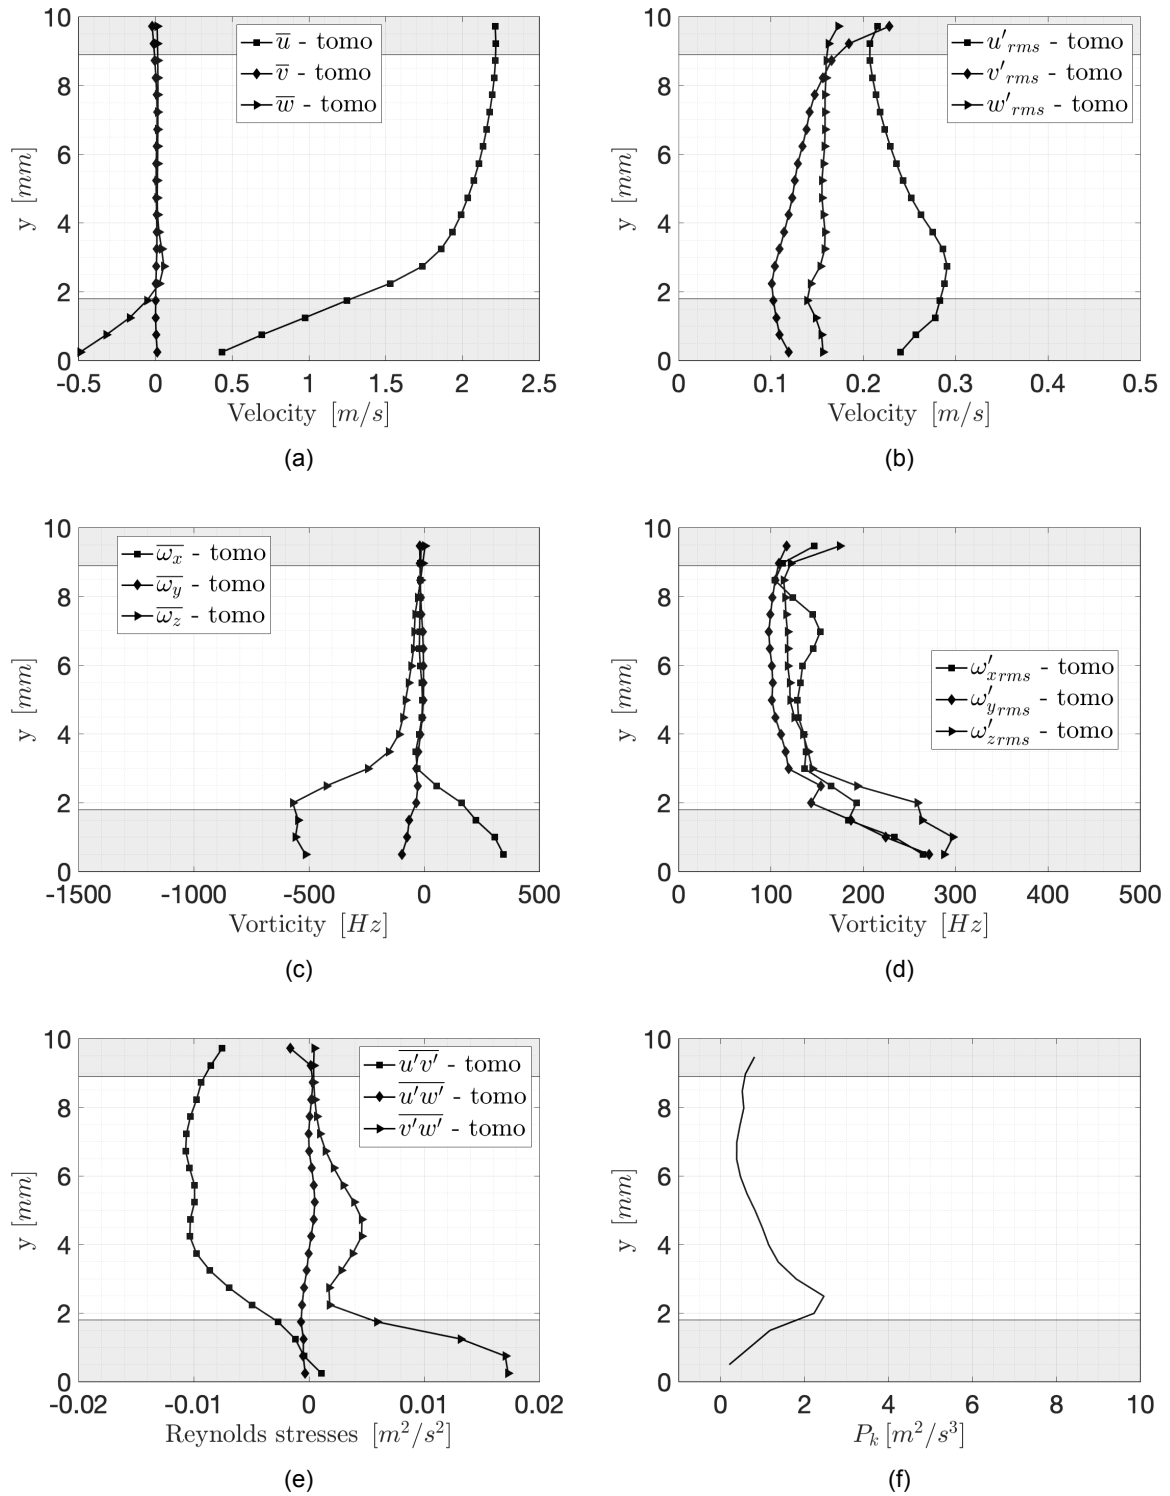 10
8
6
4
2
0
y [mm]
u̅ - tomo
v̅ - tomo
w̅ - tomo
-0.5 0 0.5 1 1.5 2 2.5
Velocity [m/s]
(a)
10
8
6
4
2
0
y [mm]
u'rms - tomo
v'rms - tomo
w'rms - tomo
0 0.1 0.2 0.3 0.4 0.5
Velocity [m/s]
(b)
10
8
6
4
2
0
y [mm]
ω̅x - tomo
ω̅y - tomo
ω̅z - tomo
-1500 -1000 -500 0 500
Vorticity [Hz]
(c)
10
8
6
4
2
0
y [mm]
ω'xrms - tomo
ω'yrms - tomo
ω'zrms - tomo
0 100 200 300 400 500
Vorticity [Hz]
(d)
10
8
6
4
2
0
y [mm]
u̅'v̅' - tomo
u̅'w̅' - tomo
v̅'w̅' - tomo
-0.02 -0.01 0 0.01 0.02
Reynolds stresses [m²/s²]
(e)
10
8
6
4
2
0
y [mm]
0 2 4 6 8 10
Pk [m²/s³]
(f)